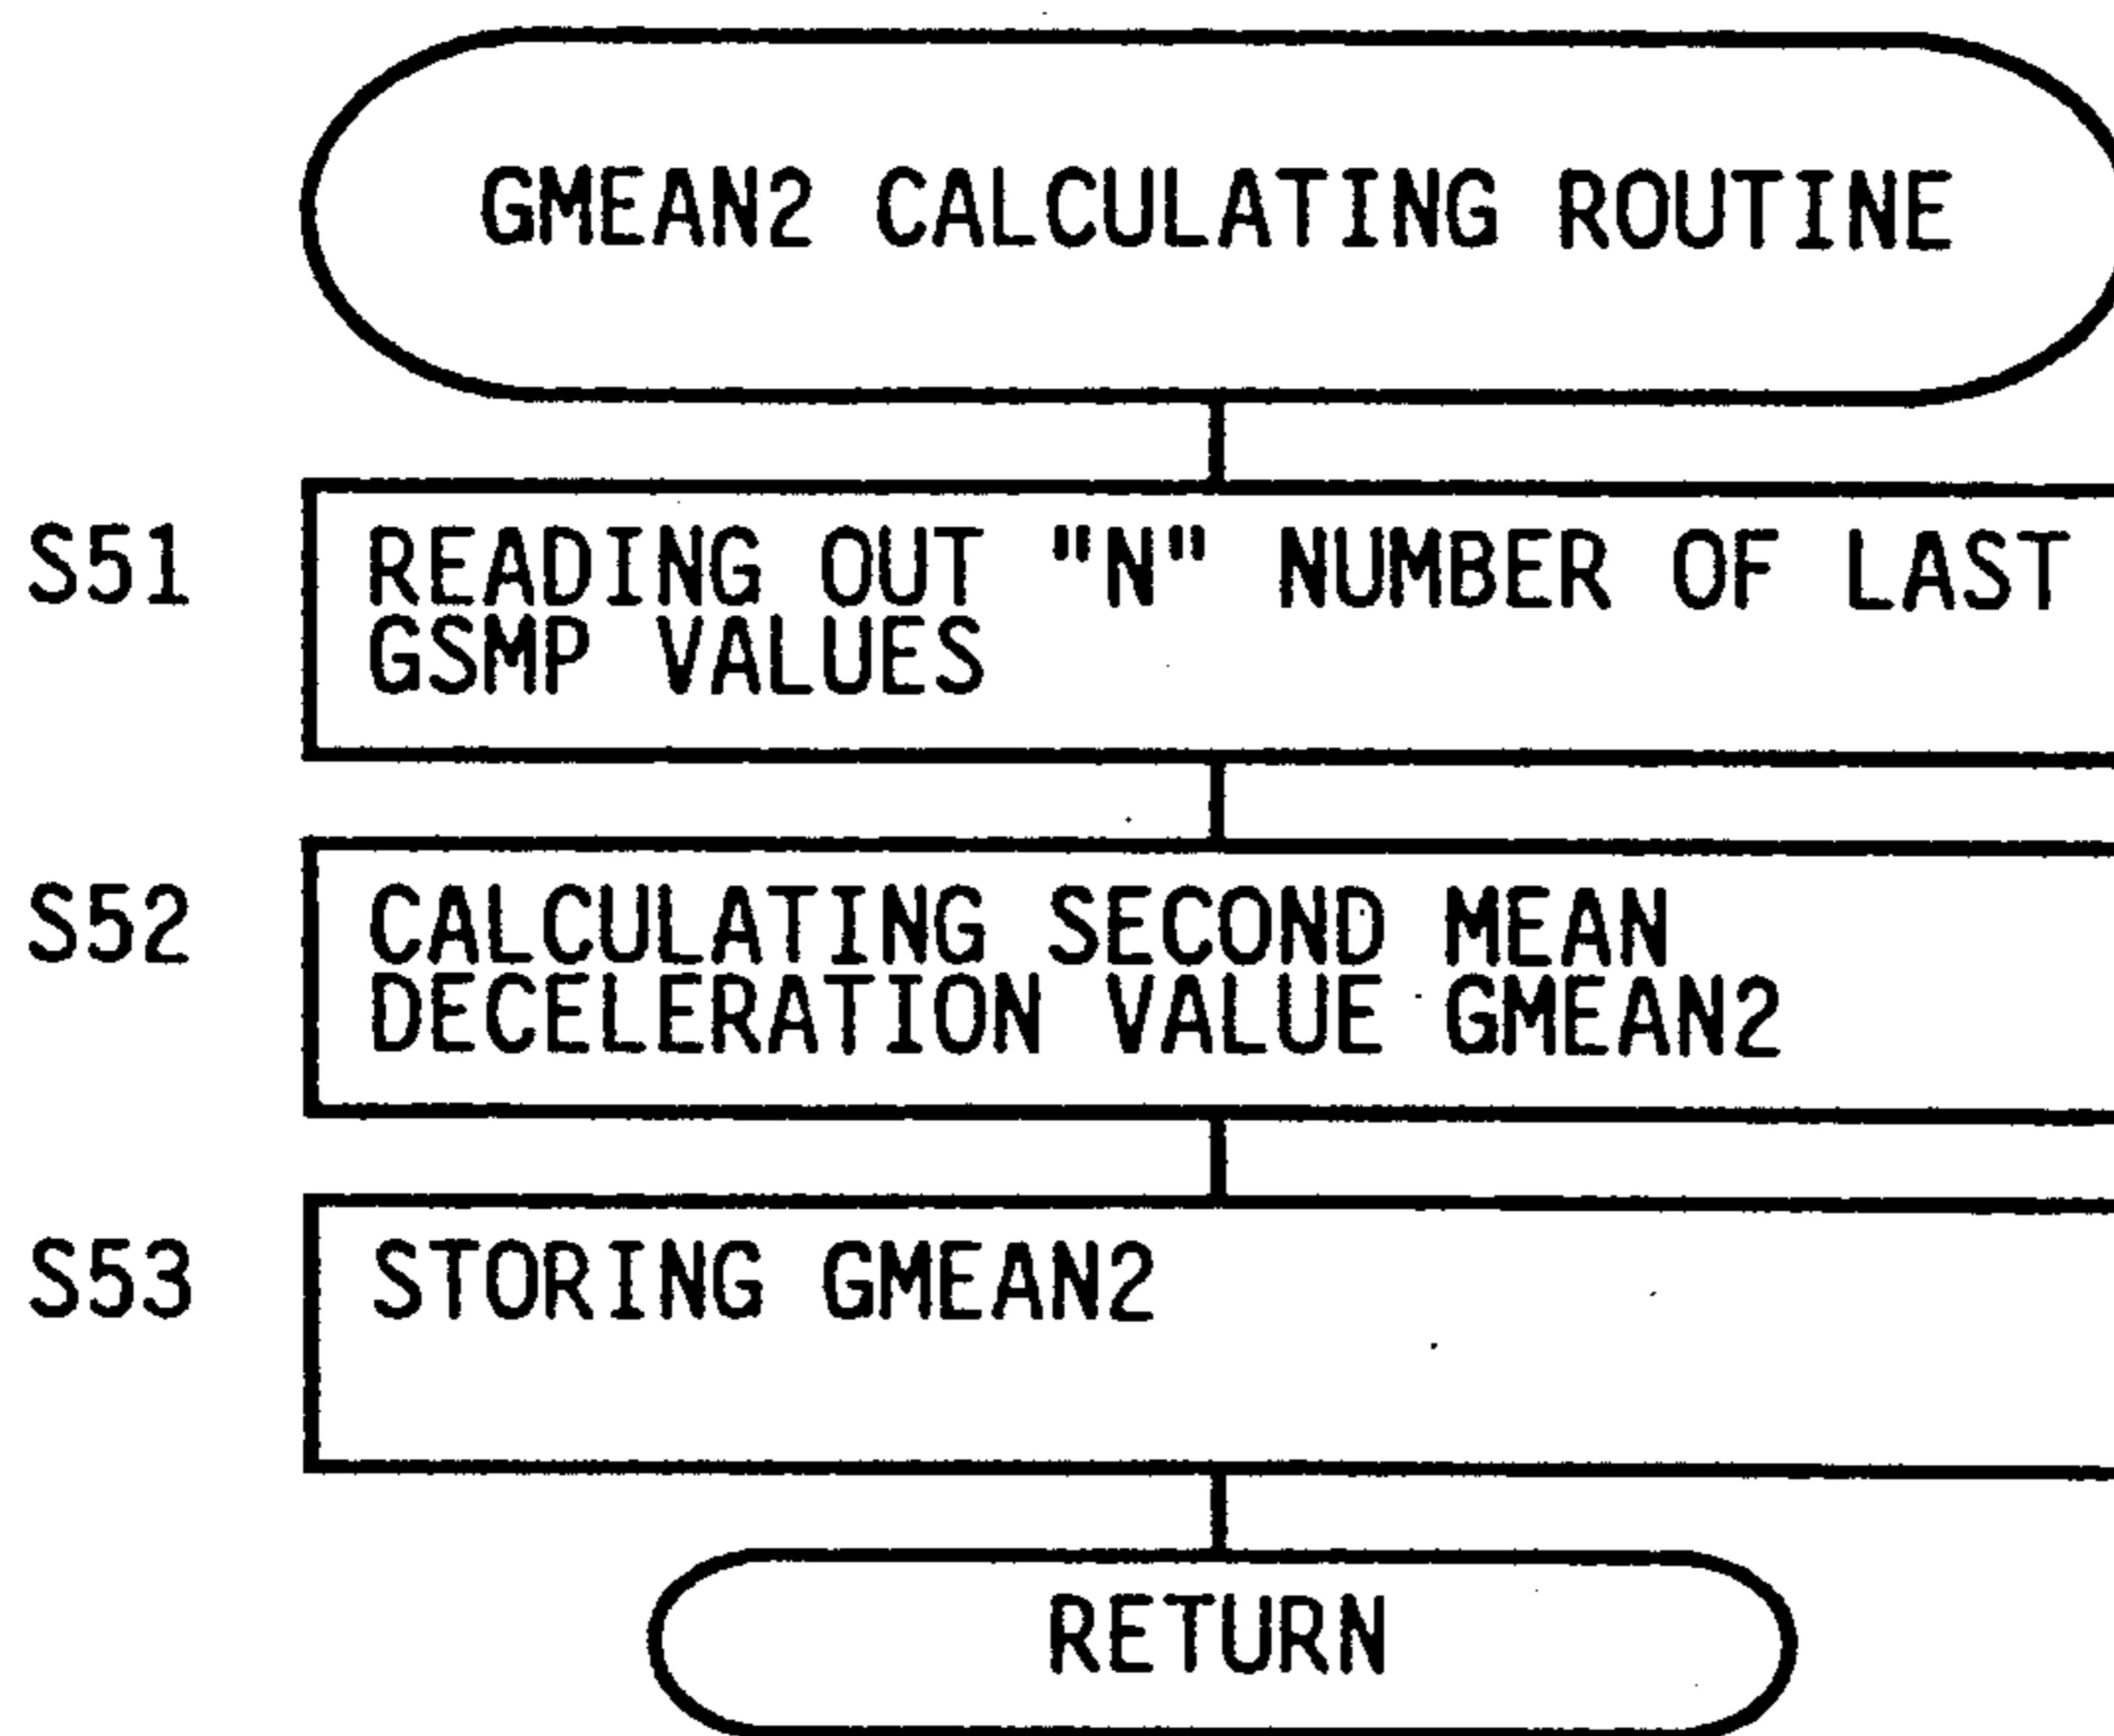 GMEAN2 CALCULATING ROUTINE
S51 READING OUT "N" NUMBER OF LAST
GSMP VALUES
S52 CALCULATING SECOND MEAN
DECELERATION VALUE GMEAN2
S53 STORING GMEAN2
RETURN